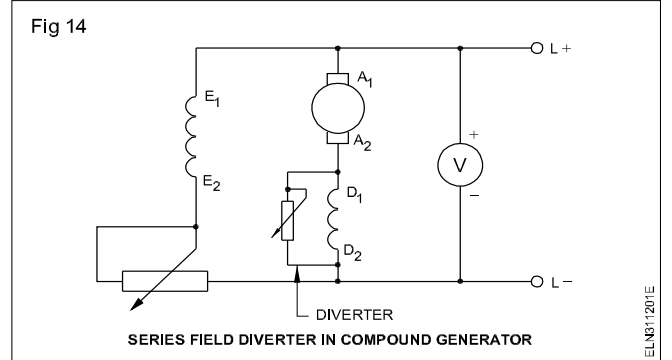 Fig 14
L+
A1
E1
A2
+
V
E2
−
D1
D2
L−
DIVERTER
SERIES FIELD DIVERTER IN COMPOUND GENERATOR
ELN311201E